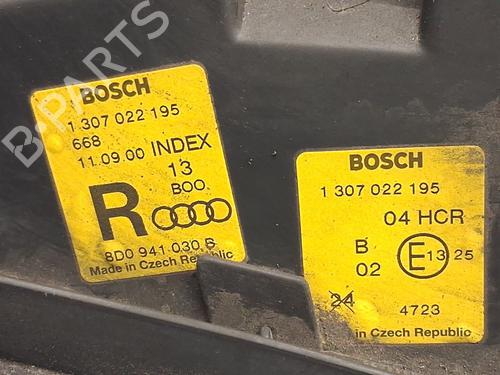 B-PARTS
BOSCH
1 307 022 195
668
11.09.00 INDEX
13
BOO
R
8D0 941.030.B
Made in Czech Republic
BOSCH
1 307 022 195
04 HCR
B
02
E 13 25
24
4723
in Czech Republic